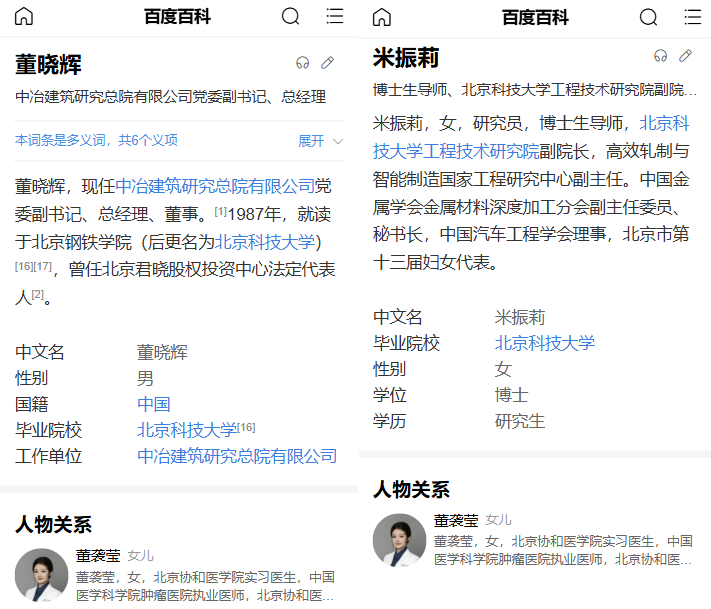 百度百科
董晓辉
中冶建筑研究总院有限公司党委副书记、总经理
本词条是多义词，共6个义项
展开
董晓辉，现任中冶建筑研究总院有限公司党
委副书记、总经理、董事。[1]1987年，就读
于北京钢铁学院（后更名为北京科技大学）
[16][17]，曾任北京君晓股权投资中心法定代表
人[2]。
中文名 董晓辉
性别 男
国籍 中国
毕业院校 北京科技大学[16]
工作单位 中冶建筑研究总院有限公司
人物关系
董袭莹 女儿
董袭莹，女，北京协和医学院实习医生，中国
医学科学院肿瘤医院执业医师，北京协和医...
百度百科
米振莉
博士生导师、北京科技大学工程技术研究院副院...
米振莉，女，研究员，博士生导师，北京科
技大学工程技术研究院副院长，高效轧制与
智能制造国家工程研究中心副主任。中国金
属学会金属材料深度加工分会副主任委员、
秘书长，中国汽车工程学会理事，北京市第
十三届妇女代表。
中文名 米振莉
毕业院校 北京科技大学
性别 女
学位 博士
学历 研究生
人物关系
董袭莹 女儿
董袭莹，女，北京协和医学院实习医生，中国
医学科学院肿瘤医院执业医师，北京协和医...